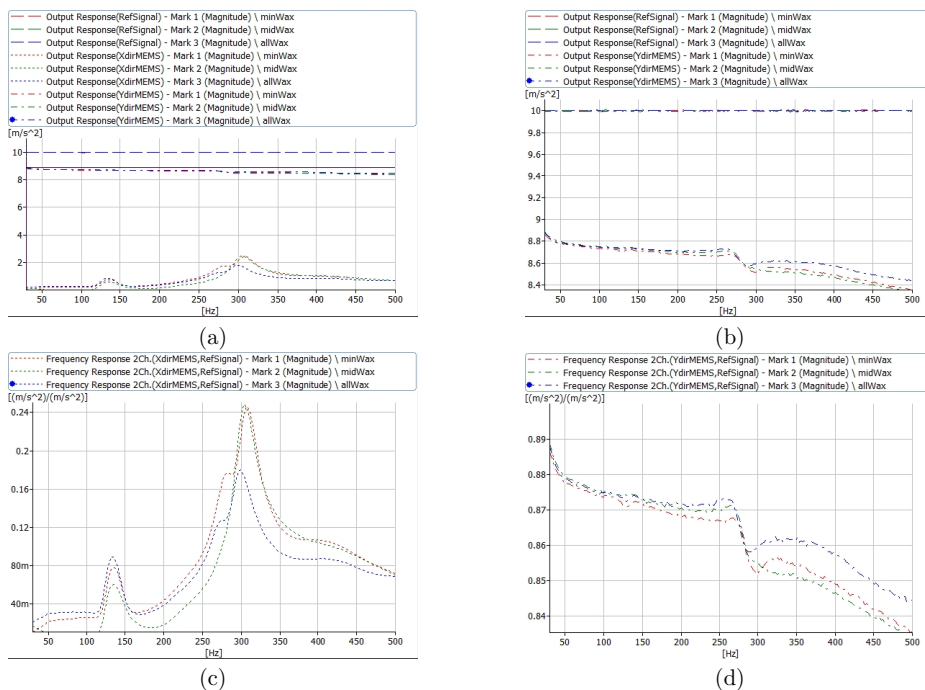 Output Response(RefSignal) - Mark 1 (Magnitude) \ minWax
Output Response(RefSignal) - Mark 2 (Magnitude) \ midWax
Output Response(RefSignal) - Mark 3 (Magnitude) \ allWax
Output Response(XdirMEMS) - Mark 1 (Magnitude) \ minWax
Output Response(XdirMEMS) - Mark 2 (Magnitude) \ midWax
Output Response(XdirMEMS) - Mark 3 (Magnitude) \ allWax
Output Response(YdirMEMS) - Mark 1 (Magnitude) \ minWax
Output Response(YdirMEMS) - Mark 2 (Magnitude) \ midWax
Output Response(YdirMEMS) - Mark 3 (Magnitude) \ allWax
[m/s^2]
10
8
6
4
2
50 100 150 200 250 300 350 400 450 500
[Hz]
(a)
Output Response(RefSignal) - Mark 1 (Magnitude) \ minWax
Output Response(RefSignal) - Mark 2 (Magnitude) \ midWax
Output Response(RefSignal) - Mark 3 (Magnitude) \ allWax
Output Response(YdirMEMS) - Mark 1 (Magnitude) \ minWax
Output Response(YdirMEMS) - Mark 2 (Magnitude) \ midWax
Output Response(YdirMEMS) - Mark 3 (Magnitude) \ allWax
[m/s^2]
10
9.8
9.6
9.4
9.2
9
8.8
8.6
8.4
50 100 150 200 250 300 350 400 450 500
[Hz]
(b)
Frequency Response 2Ch.(XdirMEMS,RefSignal) - Mark 1 (Magnitude) \ minWax
Frequency Response 2Ch.(XdirMEMS,RefSignal) - Mark 2 (Magnitude) \ midWax
Frequency Response 2Ch.(XdirMEMS,RefSignal) - Mark 3 (Magnitude) \ allWax
[(m/s^2)/(m/s^2)]
0.24
0.2
0.16
0.12
80m
40m
50 100 150 200 250 300 350 400 450 500
[Hz]
(c)
Frequency Response 2Ch.(YdirMEMS,RefSignal) - Mark 1 (Magnitude) \ minWax
Frequency Response 2Ch.(YdirMEMS,RefSignal) - Mark 2 (Magnitude) \ midWax
Frequency Response 2Ch.(YdirMEMS,RefSignal) - Mark 3 (Magnitude) \ allWax
[(m/s^2)/(m/s^2)]
0.89
0.88
0.87
0.86
0.85
0.84
50 100 150 200 250 300 350 400 450 500
[Hz]
(d)